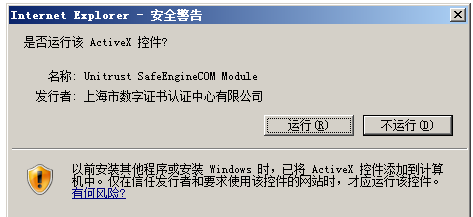 Internet Explorer - 安全警告
是否运行该 ActiveX 控件?
名称: Unitrust SafeEngineCOM Module
发行者: 上海市数字证书认证中心有限公司
运行(R) 不运行(D)
以前安装其他程序或安装 Windows 时，已将 ActiveX 控件添加到计算
机中。仅在信任发行者和要求使用该控件的网站时，才应运行该控件。
有何风险?